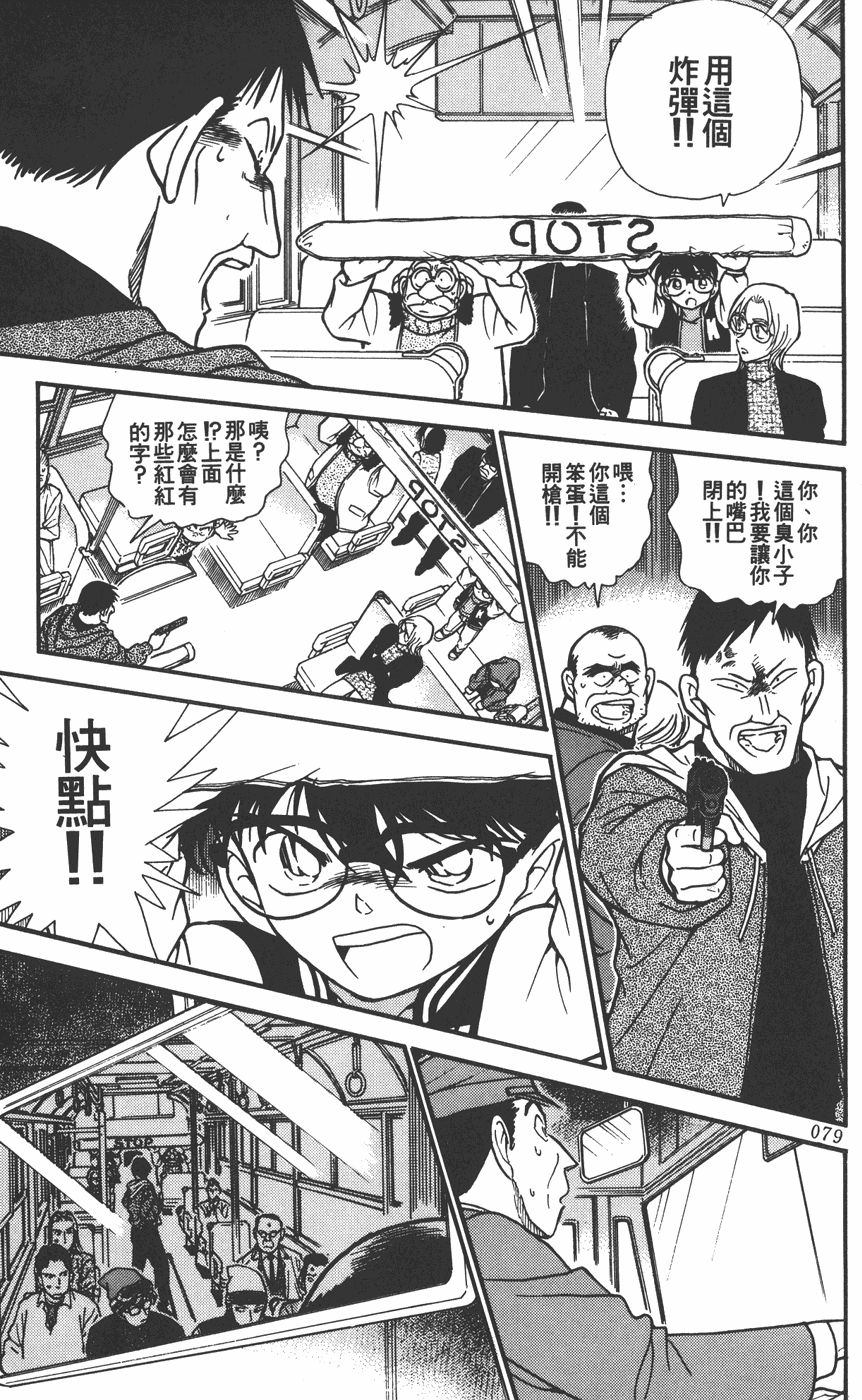 用這個
炸彈!!
STOP
你、你
這個臭小子
!我要讓你
的嘴巴
閉上!!
喂…
你這個
笨蛋!不能
開槍!!
咦?
那是什麼
!?上面
怎麼會有
那些紅紅
的字?
STOP
快點!!
079
STOP